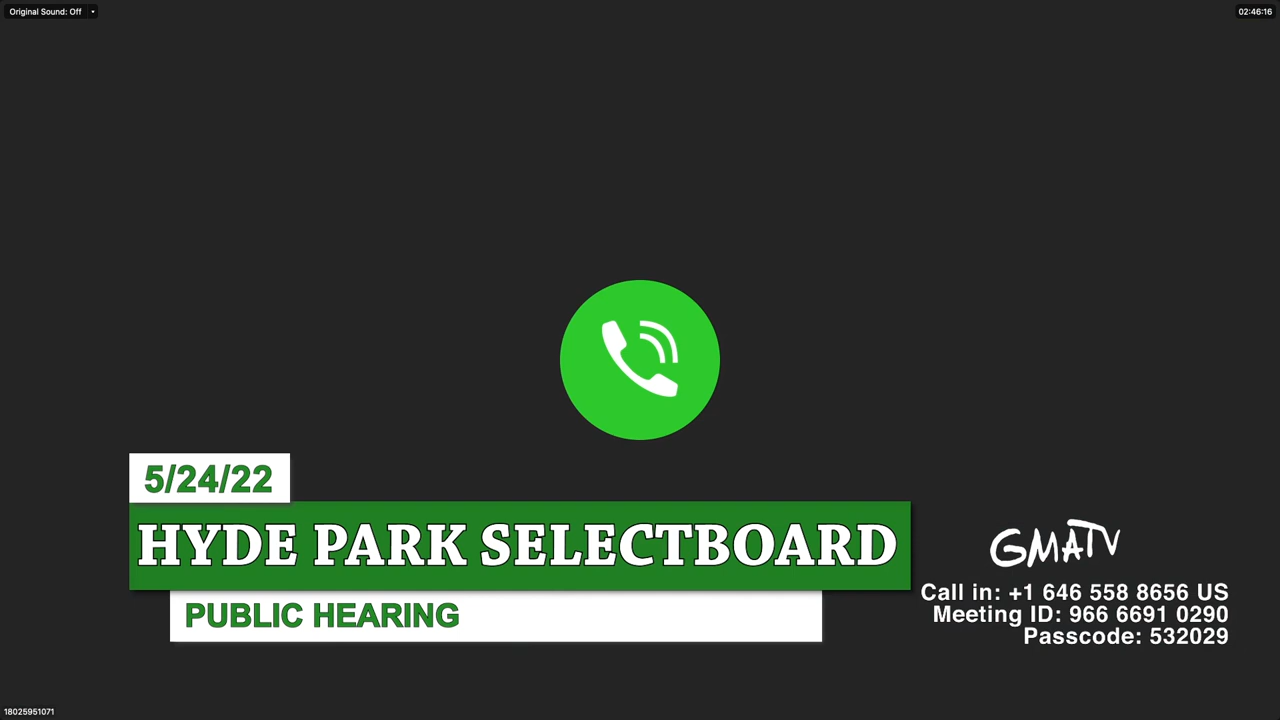 Original Sound: Off
02:46:16
5/24/22
HYDE PARK SELECTBOARD
PUBLIC HEARING
GMATV
Call in: +1 646 558 8656 US
Meeting ID: 966 6691 0290
Passcode: 532029
18025951071